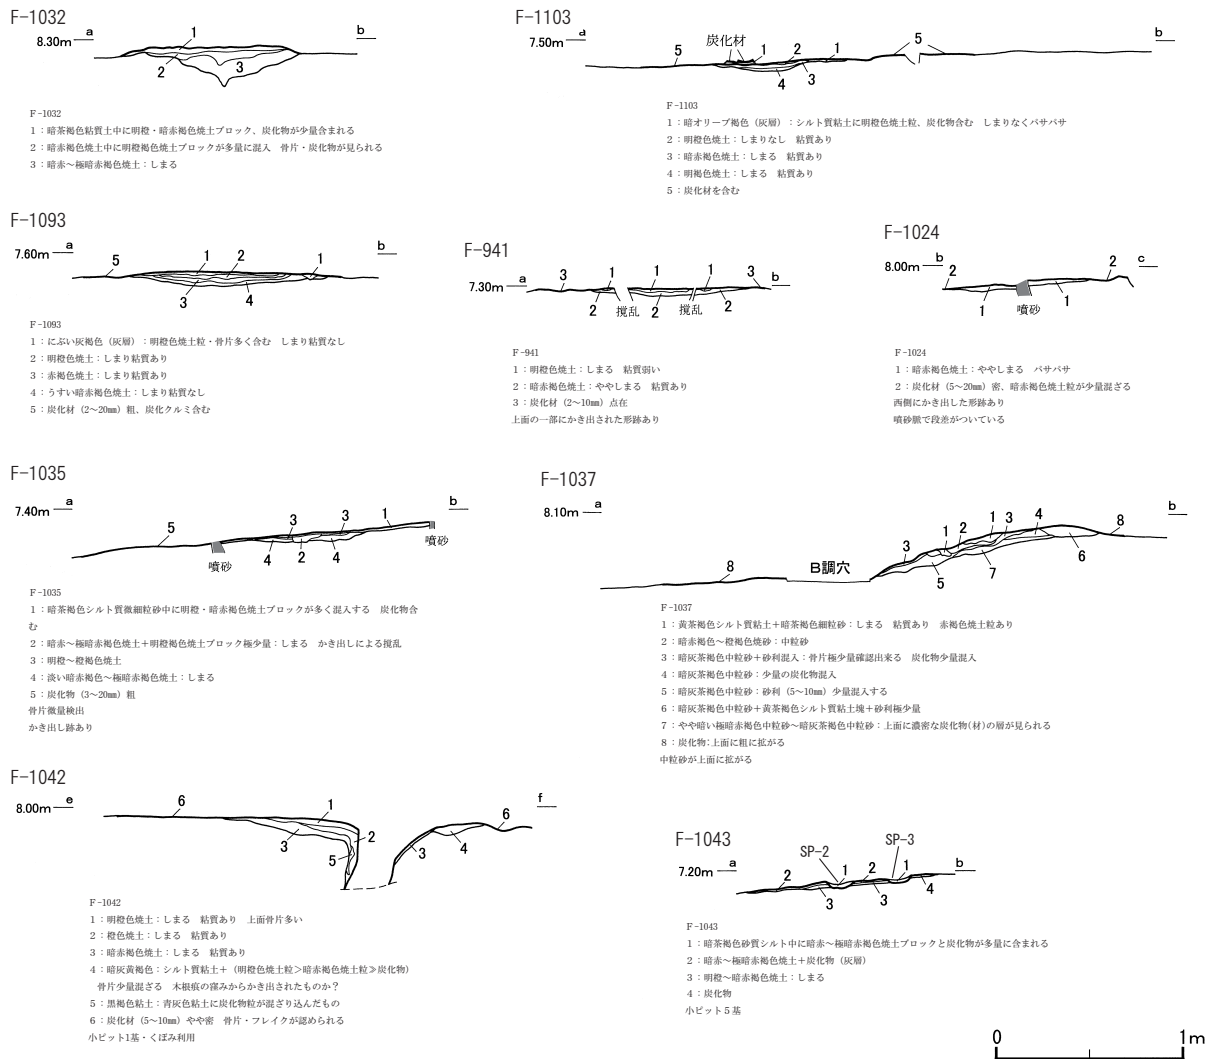 F-1032
8.30m
a
b
1
2
3
F-1032
1：暗茶褐色粘質土中に明橙・暗赤褐色焼土ブロック、炭化物が少量含まれる
2：暗赤褐色焼土中に明橙褐色焼土ブロックが多量に混入　骨片・炭化物が見られる
3：暗赤～極暗赤褐色焼土：しまる
F-1103
7.50m
a
b
5
炭化材
1
2
1
5
4
3
F-1103
1：暗オリーブ褐色（灰層）：シルト質粘土に明橙色焼土粒、炭化物含む　しまりなくパサパサ
2：明橙色焼土：しまりなし　粘質あり
3：暗赤褐色焼土：しまる　粘質あり
4：明褐色焼土：しまる　粘質あり
5：炭化材を含む
F-1093
7.60m
a
b
5
1
2
1
3
4
F-1093
1：にぶい灰褐色（灰層）：明橙色焼土粒・骨片多く含む　しまり粘質なし
2：明橙色焼土：しまり粘質あり
3：赤褐色焼土：しまり粘質あり
4：うすい暗赤褐色焼土：しまり粘質なし
5：炭化材（2～20㎜）粗、炭化クルミ含む
F-941
7.30m
a
b
3
1
1
1
3
2
撹乱
2
撹乱
2
F-941
1：明橙色焼土：しまる　粘質弱い
2：暗赤褐色焼土：ややしまる　粘質あり
3：炭化材（2～10㎜）点在
上面の一部にかき出された形跡あり
F-1024
8.00m
b
c
2
2
1
噴砂
1
F-1024
1：暗赤褐色焼土：ややしまる　パサパサ
2：炭化材（5～20㎜）密、暗赤褐色焼土粒が少量混ざる
西側にかき出した形跡あり
噴砂脈で段差がついている
F-1035
7.40m
a
b
5
3
3
1
噴砂
4
2
4
噴砂
F-1035
1：暗茶褐色シルト質微細粒砂中に明橙・暗赤褐色焼土ブロックが多く混入する　炭化物含
む
2：暗赤～極暗赤褐色焼土＋明橙褐色焼土ブロック極少量：しまる　かき出しによる撹乱
3：明橙～橙褐色焼土
4：淡い暗赤褐色～極暗赤褐色焼土：しまる
5：炭化物（3～20㎜）粗
骨片微量検出
かき出し跡あり
F-1037
8.10m
a
b
8
B調穴
3
1
2
1
3
4
8
5
7
6
F-1037
1：黄茶褐色シルト質粘土＋暗茶褐色細粒砂：しまる　粘質あり　赤褐色焼土粒あり
2：暗赤褐色～橙褐色焼砂：中粒砂
3：暗灰茶褐色中粒砂＋砂利混入：骨片極少量確認出来る　炭化物少量混入
4：暗灰茶褐色中粒砂：少量の炭化物混入
5：暗灰茶褐色中粒砂：砂利（5～10㎜）少量混入する
6：暗灰茶褐色中粒砂＋黄茶褐色シルト質粘土塊＋砂利極少量
7：やや暗い極暗赤褐色中粒砂～暗灰茶褐色中粒砂：上面に濃密な炭化物(材)の層が見られる
8：炭化物：上面に粗に拡がる
中粒砂が上面に拡がる
F-1042
8.00m
e
f
6
1
2
3
5
3
4
6
F-1042
1：明橙色焼土：しまる　粘質あり　上面骨片多い
2：橙色焼土：しまる　粘質あり
3：暗赤褐色焼土：しまる　粘質あり
4：暗灰黄褐色：シルト質粘土＋（明橙色焼土粒＞暗赤褐色焼土粒≫炭化物）
骨片少量混ざる　木根痕の窪みからかき出されたものか？
5：黒褐色粘土：青灰色粘土に炭化物粒が混ざり込んだもの
6：炭化材（5～10㎜）やや密　骨片・フレイクが認められる
小ピット1基・くぼみ利用
F-1043
7.20m
a
b
SP-2
SP-3
2
1
2
1
3
3
4
F-1043
1：暗茶褐色砂質シルト中に暗赤～極暗赤褐色焼土ブロックと炭化物が多量に含まれる
2：暗赤～極暗赤褐色焼土＋炭化物（灰層）
3：明橙～暗赤褐色焼土：しまる
4：炭化物
小ピット5基
0
1m